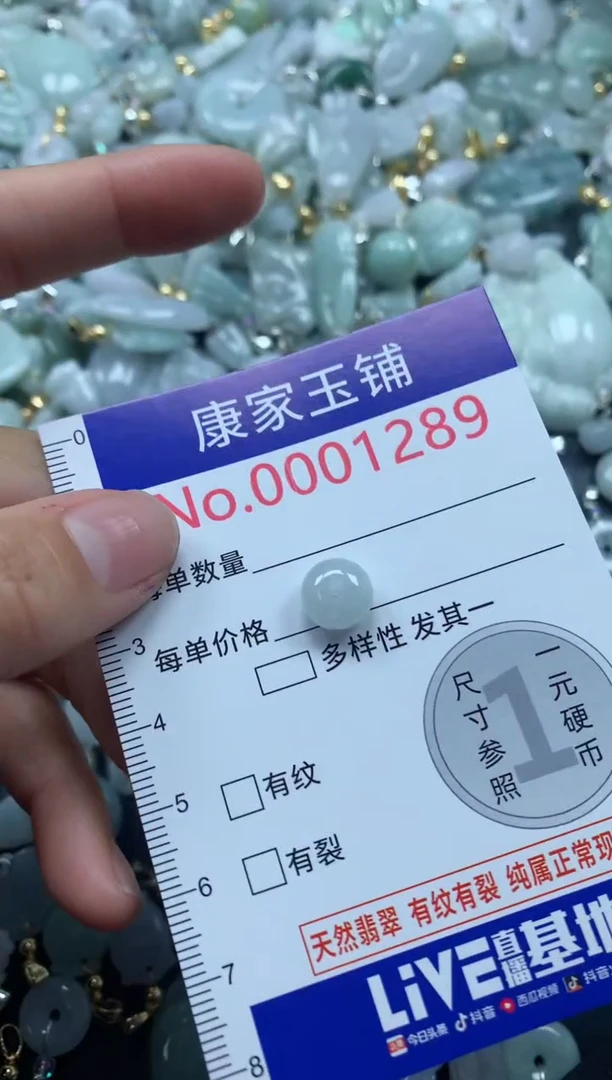 康家玉铺
No.0001289
0
每单数量
每单价格
3
多样性 发其一
4
一元硬币
尺寸参照
1
5
有纹
6
有裂
天然翡翠 有纹有裂 纯属正常现
7
LiVE直播基地
8
今日头条 抖音 西瓜视频 抖音